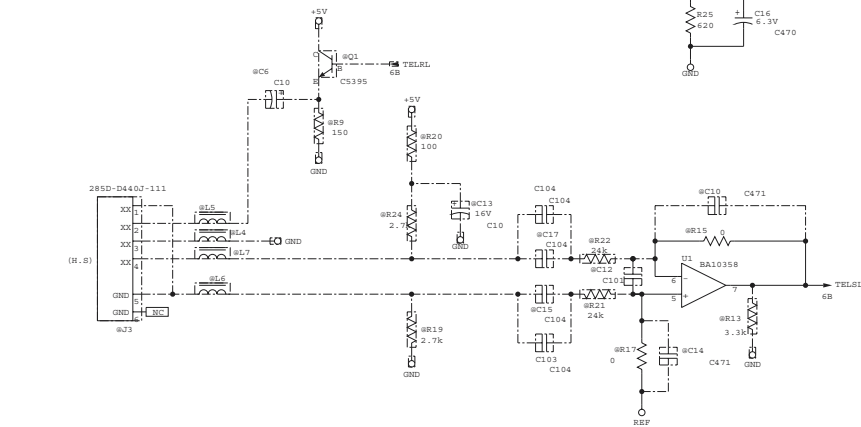 +5V
R25
620
+
C16
6.3V
C470
GND
C
@Q1
B
TELRL
6B
E
C5395
@C6
C10
+
+5V
@R9
150
GND
@R20
100
285D-D440J-111
XX
1
XX
2
XX
3
XX
4
GND
5
GND
6
NC
(H.S)
@J3
@L5
@L4
GND
@L7
@L6
@R24
2.7
+
@C13
16V
C10
GND
C104
C104
@C17
C104
@R22
24k
@C12
C101
@C15
C104
@R21
24k
C103
C104
@R19
2.7k
GND
@C10
C471
@R15
0
U1
BA10358
6
-
5
+
7
TELSI
6B
@R13
3.3k
GND
@R17
0
@C14
C471
REF